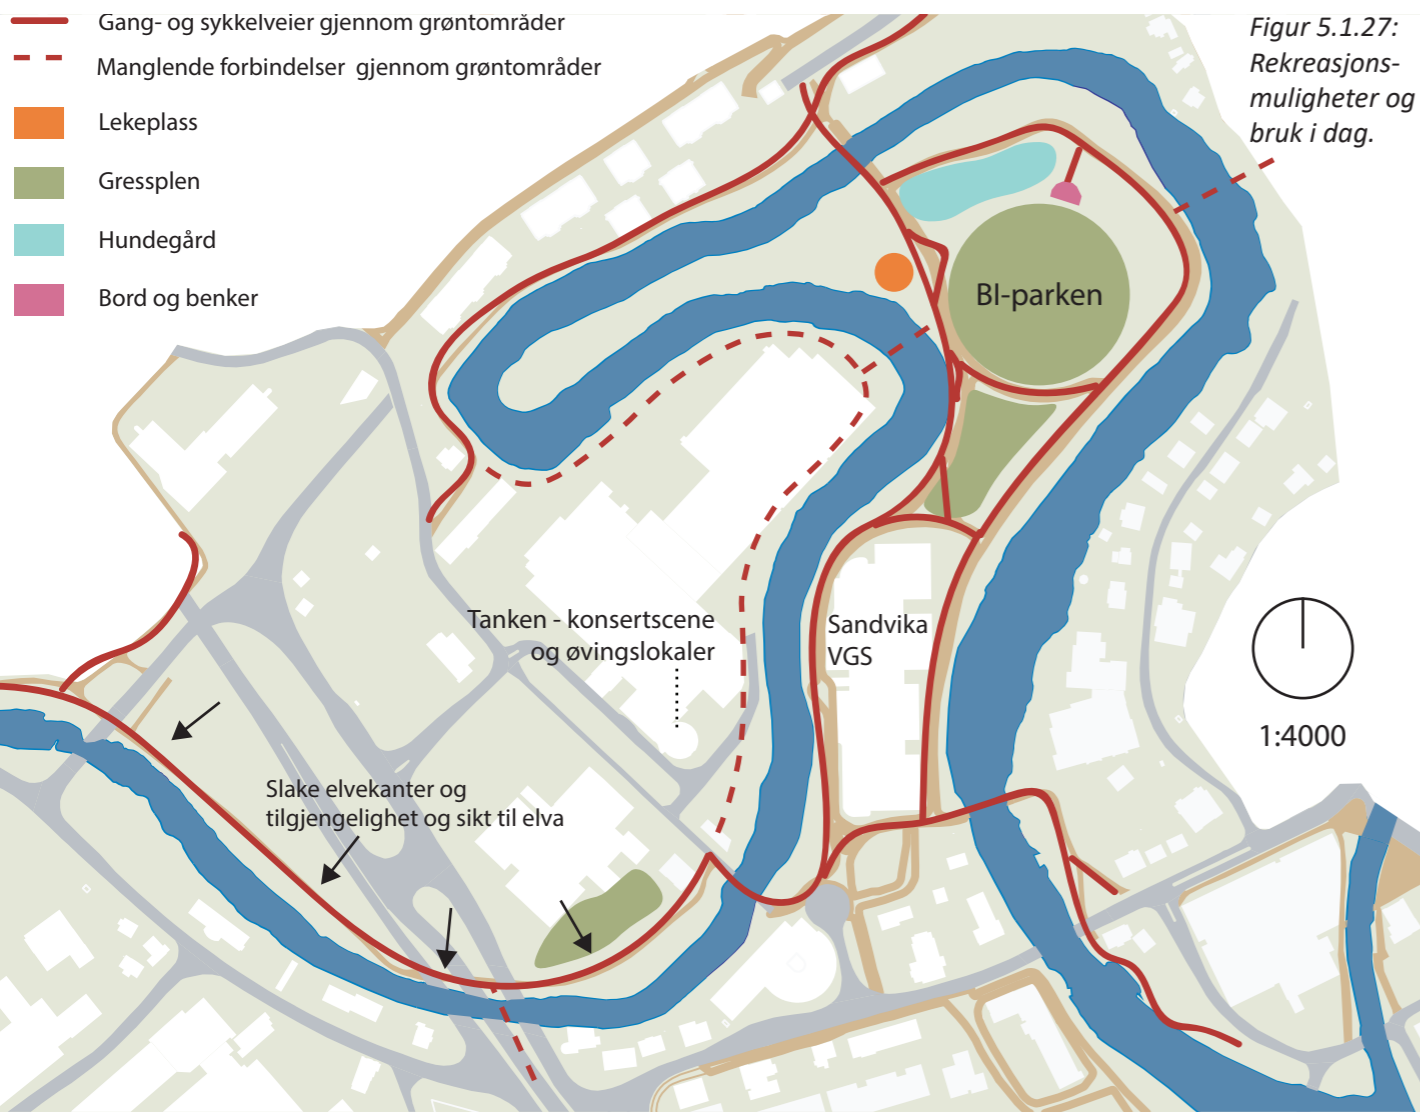 Gang- og sykkelveier gjennom grøntområder
Manglende forbindelser gjennom grøntområder
Lekeplass
Gressplen
Hundegård
Bord og benker
Figur 5.1.27:
Rekreasjons-
muligheter og
bruk i dag.
BI-parken
Tanken - konsertscene
og øvingslokaler
Sandvika
VGS
1:4000
Slake elvekanter og
tilgjengelighet og sikt til elva